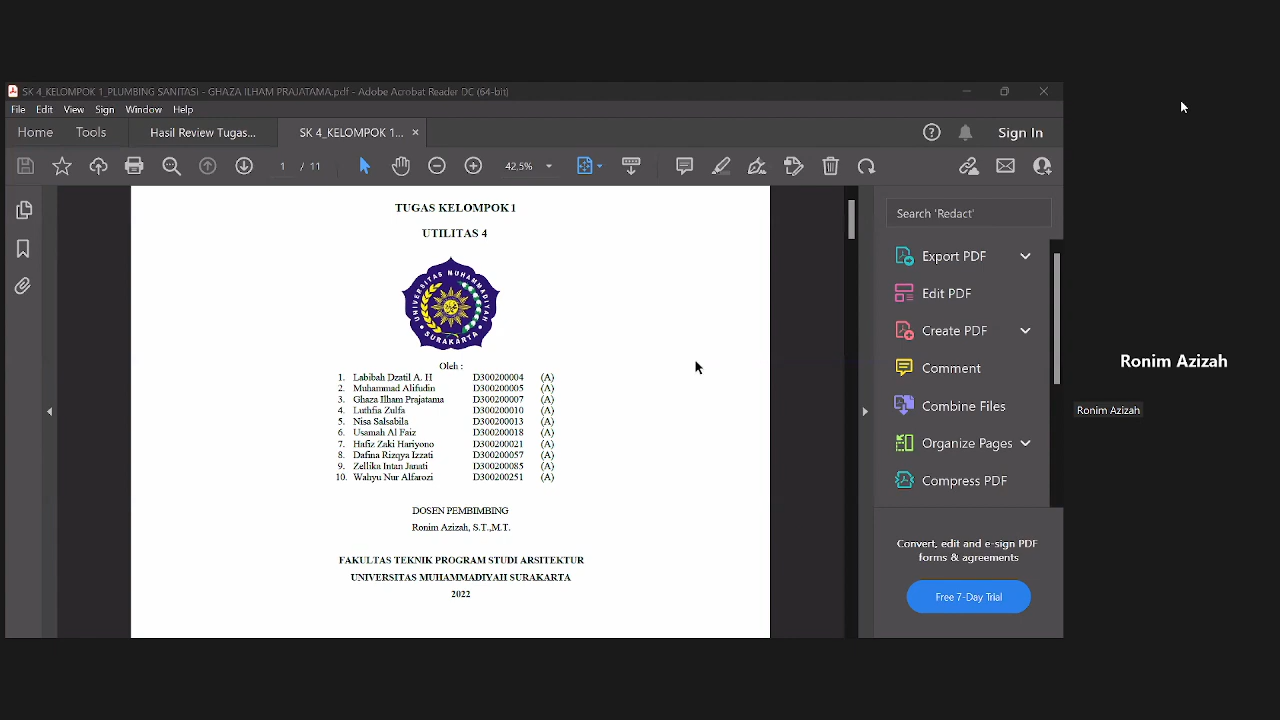 SK 4_KELOMPOK 1_PLUMBING SANITASI - GHAZA ILHAM PRAJATAMA.pdf - Adobe Acrobat Reader DC (64-bit)
File Edit View Sign Window Help
Home Tools Hasil Review Tugas... SK 4_KELOMPOK 1... × Sign In
1 / 11 42,5%
TUGAS KELOMPOK 1
UTILITAS 4
UNIVERSITAS MUHAMMADIYAH
SURAKARTA
Oleh :
1. Labibah Dzatil A. H D300200004 (A)
2. Muhammad Alifudin D300200005 (A)
3. Ghaza Ilham Prajatama D300200007 (A)
4. Luthfia Zulfa D300200010 (A)
5. Nisa Salsabila D300200013 (A)
6. Usamah Al Faiz D300200018 (A)
7. Hafiz Zaki Hariyono D300200021 (A)
8. Dafina Rizqya Izzati D300200057 (A)
9. Zellika Intan Janati D300200085 (A)
10. Wahyu Nur Alfarozi D300200251 (A)
DOSEN PEMBIMBING
Ronim Azizah, S.T.,M.T.
FAKULTAS TEKNIK PROGRAM STUDI ARSITEKTUR
UNIVERSITAS MUHAMMADIYAH SURAKARTA
2022
Search 'Redact'
Export PDF
Edit PDF
Create PDF
Comment
Combine Files
Organize Pages
Compress PDF
Convert, edit and e-sign PDF
forms & agreements
Free 7-Day Trial
Ronim Azizah
Ronim Azizah